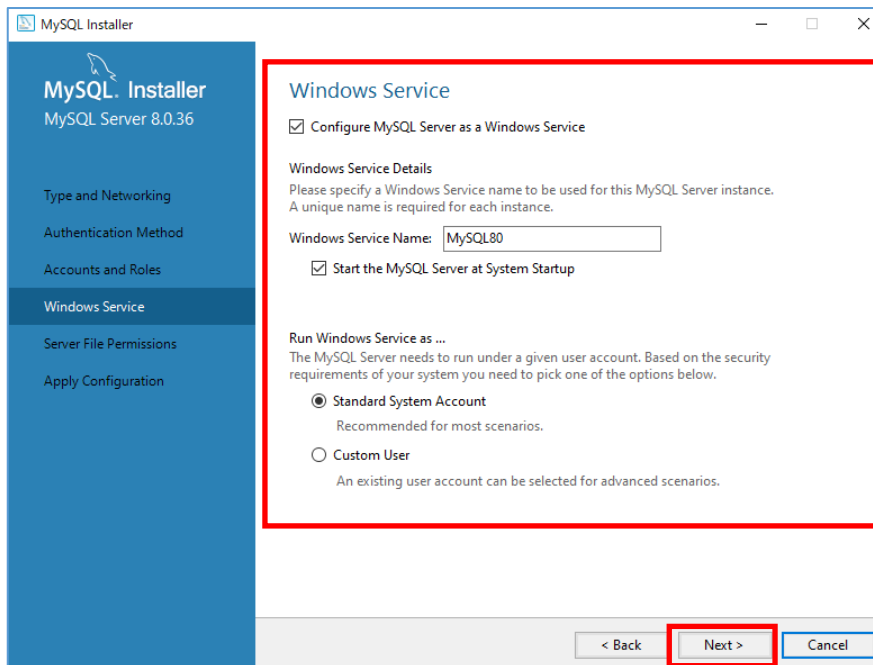 MySQL Installer
MySQL. Installer
MySQL Server 8.0.36
Type and Networking
Authentication Method
Accounts and Roles
Windows Service
Server File Permissions
Apply Configuration
Windows Service
Configure MySQL Server as a Windows Service
Windows Service Details
Please specify a Windows Service name to be used for this MySQL Server instance.
A unique name is required for each instance.
Windows Service Name: MySQL80
Start the MySQL Server at System Startup
Run Windows Service as ...
The MySQL Server needs to run under a given user account. Based on the security
requirements of your system you need to pick one of the options below.
Standard System Account
Recommended for most scenarios.
Custom User
An existing user account can be selected for advanced scenarios.
< Back Next > Cancel